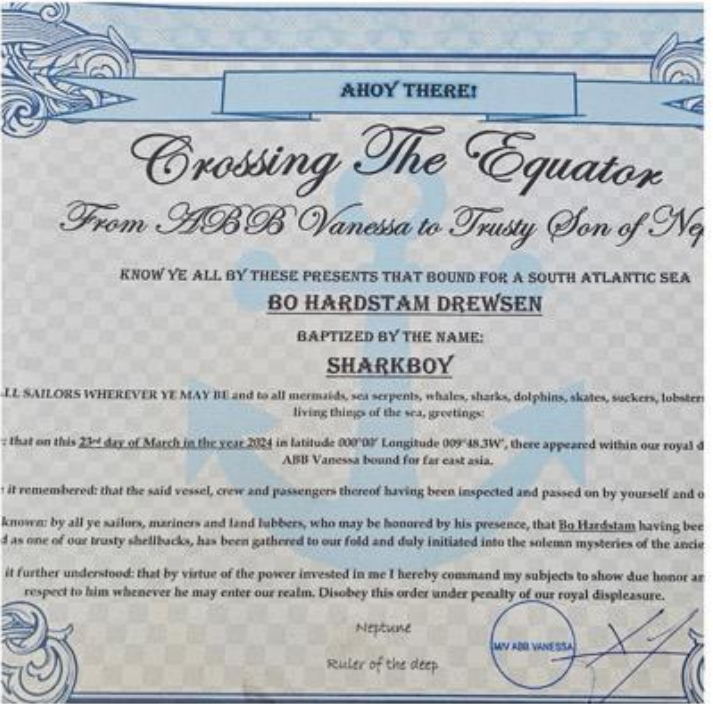 AHOY THERE!
Crossing The Equator
From ABB Vanessa to Trusty Son of Nep
KNOW YE ALL BY THESE PRESENTS THAT BOUND FOR A SOUTH ATLANTIC SEA
BO HARDSTAM DREWSEN
BAPTIZED BY THE NAME:
SHARKBOY
LL SAILORS WHEREVER YE MAY BE and to all mermaids, sea serpents, whales, sharks, dolphins, skates, suckers, lobster
living things of the sea, greetings:
: that on this 23rd day of March in the year 2024 in latitude 000°00' Longitude 009°48.3W', there appeared within our royal d
ABB Vanessa bound for far east asia.
it remembered: that the said vessel, crew and passengers thereof having been inspected and passed on by yourself and o
known: by all ye sailors, mariners and land lubbers, who may be honored by his presence, that Bo Hardstam having bee
d as one of our trusty shellbacks, has been gathered to our fold and duly initiated into the solemn mysteries of the ancie
it further understood: that by virtue of the power invested in me I hereby command my subjects to show due honor an
respect to him whenever he may enter our realm. Disobey this order under penalty of our royal displeasure.
Neptune
M/V ABB VANESSA
Ruler of the deep